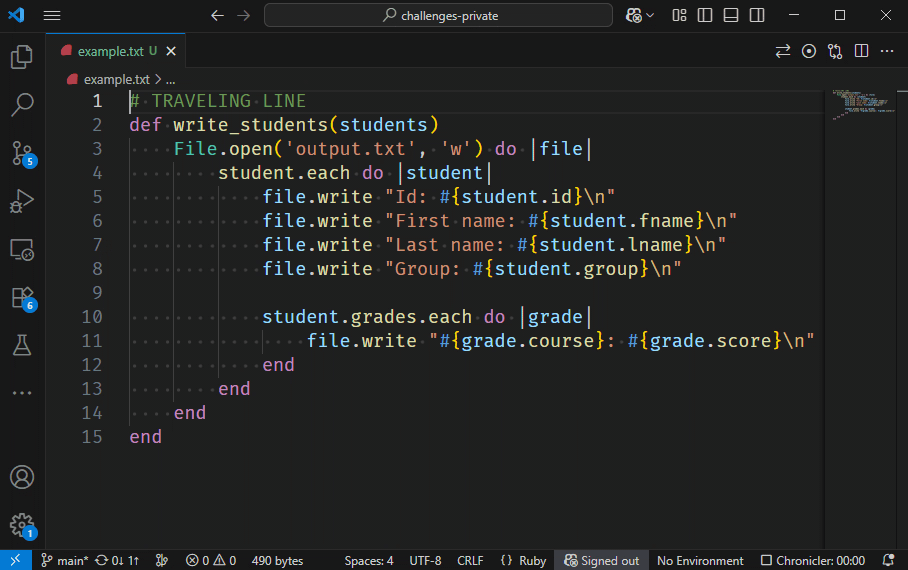 challenges-private
example.txt U
example.txt > ...
1 # TRAVELING LINE
2 def write_students(students)
3     File.open('output.txt', 'w') do |file|
4         student.each do |student|
5             file.write "Id: #{student.id}\n"
6             file.write "First name: #{student.fname}\n"
7             file.write "Last name: #{student.lname}\n"
8             file.write "Group: #{student.group}\n"
9
10             student.grades.each do |grade|
11                 file.write "#{grade.course}: #{grade.score}\n"
12             end
13         end
14     end
15 end
5
6
1
main* 0↓ 1↑ 0 0 490 bytes Spaces: 4 UTF-8 CRLF {} Ruby Signed out No Environment Chronicler: 00:00